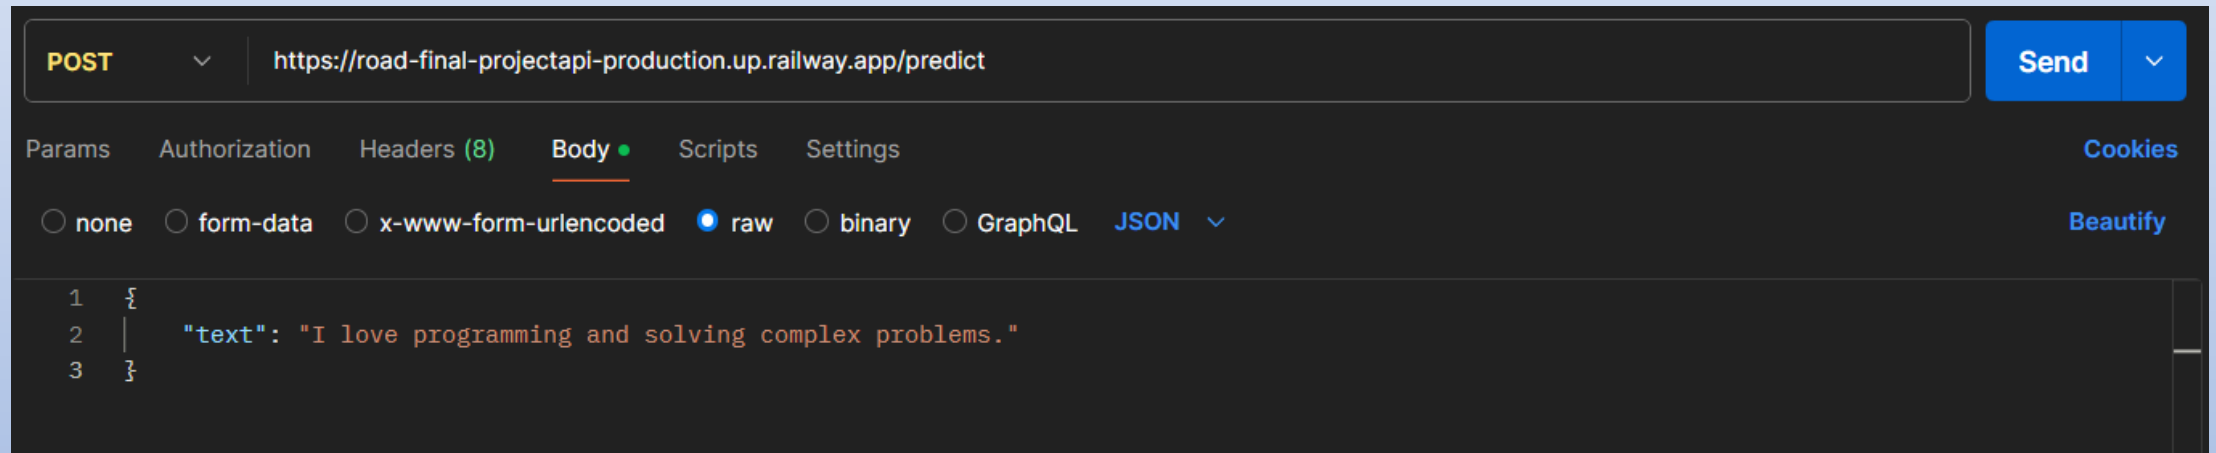 POST https://road-final-projectapi-production.up.railway.app/predict Send
Params Authorization Headers (8) Body Scripts Settings Cookies
none form-data x-www-form-urlencoded raw binary GraphQL JSON Beautify
1 {
2 "text": "I love programming and solving complex problems."
3 }